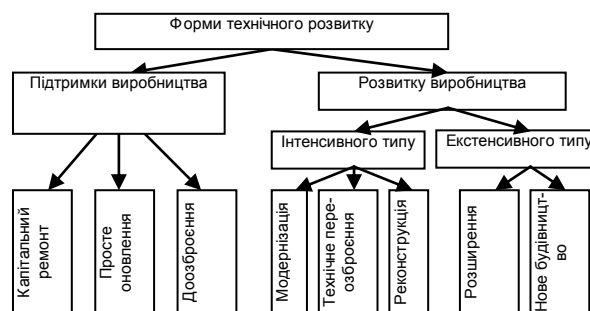 Форми технічного розвитку
Підтримки виробництва
Розвитку виробництва
Інтенсивного типу
Екстенсивного типу
Капітальний
ремонт
Просте
оновлення
Доозброєння
Модернізація
Технічне пере-
озброєння
Реконструкція
Розширення
Нове будівницт-
во